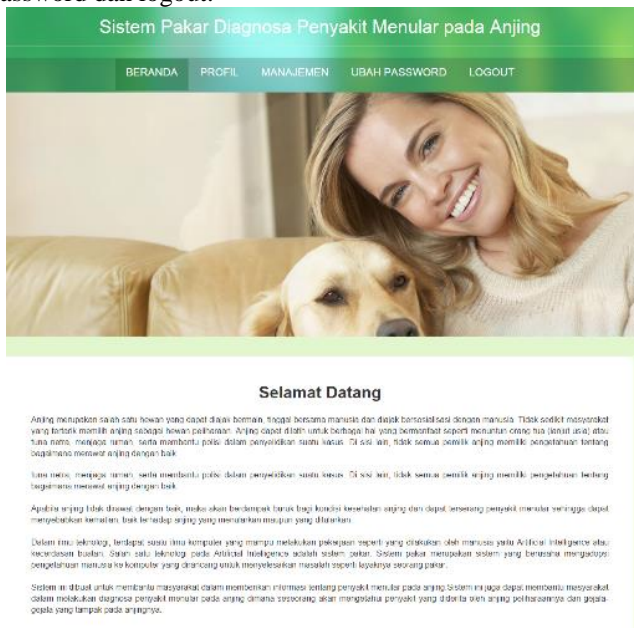 assword dan logout.
Sistem Pakar Diagnosa Penyakit Menular pada Anjing
BERANDA PROFIL MANAJEMEN UBAH PASSWORD LOGOUT
Selamat Datang
Anjing merupakan salah satu hewan yang dapat diajak bermain, tinggal bersama manusia dan diajak bersosialisasi dengan manusia. Tidak sedikit masyarakat
yang tertarik memilih anjing sebagai hewan peliharaan. Anjing dapat dilatih untuk berbagai hal yang bermanfaat seperti menuntun orang tua (lanjut usia) atau
tuna netra, menjaga rumah, serta membantu polisi dalam penyelidikan suatu kasus. Di sisi lain, tidak semua pemilik anjing memiliki pengetahuan tentang
bagaimana merawat anjing dengan baik.
tuna netra, menjaga rumah, serta membantu polisi dalam penyelidikan suatu kasus. Di sisi lain, tidak semua pemilik anjing memiliki pengetahuan tentang
bagaimana merawat anjing dengan baik.
Apabila anjing tidak dirawat dengan baik, maka akan berdampak buruk bagi kondisi kesehatan anjing dan dapat terserang penyakit menular sehingga dapat
menyebabkan kematian, baik terhadap anjing yang menularkan maupun yang ditularkan.
Dalam ilmu teknologi, terdapat suatu ilmu komputer yang mampu melakukan pekerjaan seperti yang dilakukan oleh manusia yaitu Artificial Intelligence atau
kecerdasan buatan. Salah satu teknologi pada Artificial Intelligence adalah sistem pakar. Sistem pakar merupakan sistem yang berusaha mengadopsi
pengetahuan manusia ke komputer yang dirancang untuk menyelesaikan masalah seperti layaknya seorang pakar.
Sistem ini dibuat untuk membantu masyarakat dalam memberikan informasi tentang penyakit menular pada anjing.Sistem ini juga dapat membantu masyarakat
dalam melakukan diagnosa penyakit menular pada anjing dimana seseorang akan mengetahui penyakit yang diderita oleh anjing peliharaannya dari gejala-
gejala yang tampak pada anjingnya.